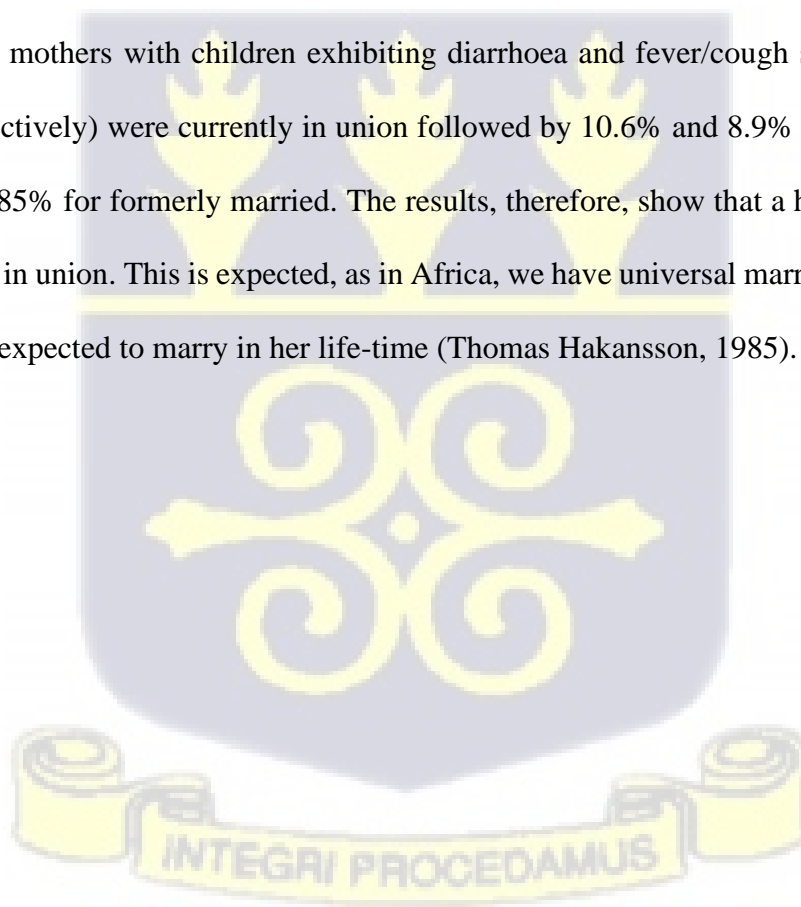 mothers with children exhibiting diarrhoea and fever/cough
ctively) were currently in union followed by 10.6% and 8.9%
85% for formerly married. The results, therefore, show that a
in union. This is expected, as in Africa, we have universal
expected to marry in her life-time (Thomas Hakansson, 1985).
INTEGRI PROCEDAMUS